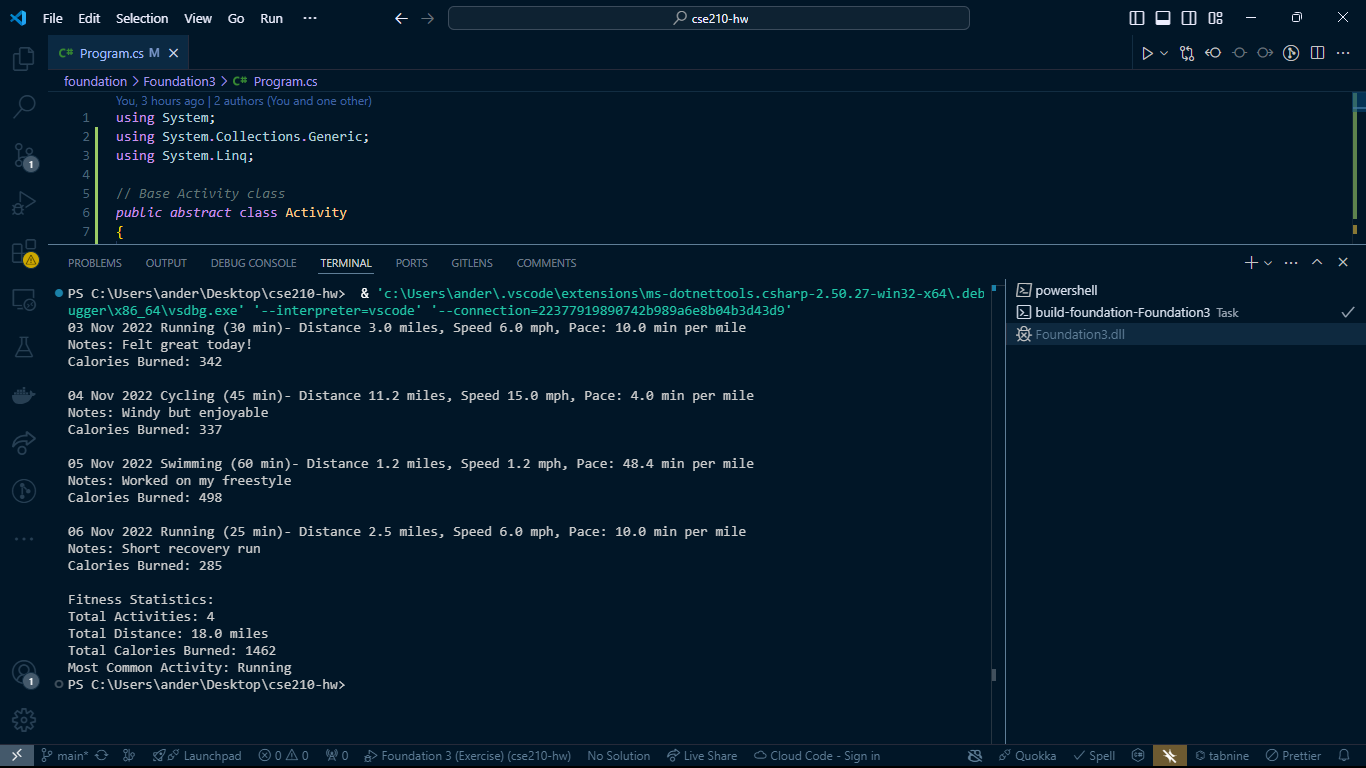 File Edit Selection View Go Run ··· cse210-hw
C# Program.cs M
foundation > Foundation3 > C# Program.cs
You, 3 hours ago | 2 authors (You and one other)
1 using System;
2 using System.Collections.Generic;
3 using System.Linq;
4
5 // Base Activity class
6 public abstract class Activity
7 {
PROBLEMS OUTPUT DEBUG CONSOLE TERMINAL PORTS GITLENS COMMENTS
PS C:\Users\ander\Desktop\cse210-hw>  & 'c:\Users\ander\.vscode\extensions\ms-dotnettools.csharp-2.50.27-win32-x64\.deb
ugger\x86_64\vsdbg.exe' '--interpreter=vscode' '--connection=22377919890742b989a6e8b04b3d43d9'
03 Nov 2022 Running (30 min)- Distance 3.0 miles, Speed 6.0 mph, Pace: 10.0 min per mile
Notes: Felt great today!
Calories Burned: 342
04 Nov 2022 Cycling (45 min)- Distance 11.2 miles, Speed 15.0 mph, Pace: 4.0 min per mile
Notes: Windy but enjoyable
Calories Burned: 337
05 Nov 2022 Swimming (60 min)- Distance 1.2 miles, Speed 1.2 mph, Pace: 48.4 min per mile
Notes: Worked on my freestyle
Calories Burned: 498
06 Nov 2022 Running (25 min)- Distance 2.5 miles, Speed 6.0 mph, Pace: 10.0 min per mile
Notes: Short recovery run
Calories Burned: 285
Fitness Statistics:
Total Activities: 4
Total Distance: 18.0 miles
Total Calories Burned: 1462
Most Common Activity: Running
PS C:\Users\ander\Desktop\cse210-hw>
powershell
build-foundation-Foundation3 Task
Foundation3.dll
1
1
main* Launchpad 0 0 0 Foundation 3 (Exercise) (cse210-hw) No Solution Live Share Cloud Code - Sign in Quokka Spell tabnine Prettier